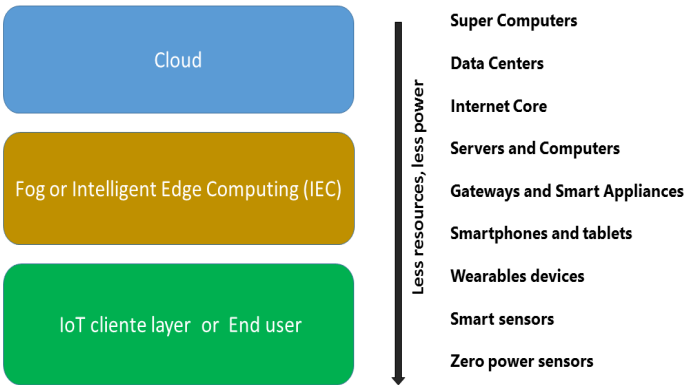 Cloud
Fog or Intelligent Edge Computing (IEC)
IoT cliente layer or End user
Less resources, less power
Super Computers
Data Centers
Internet Core
Servers and Computers
Gateways and Smart Appliances
Smartphones and tablets
Wearables devices
Smart sensors
Zero power sensors